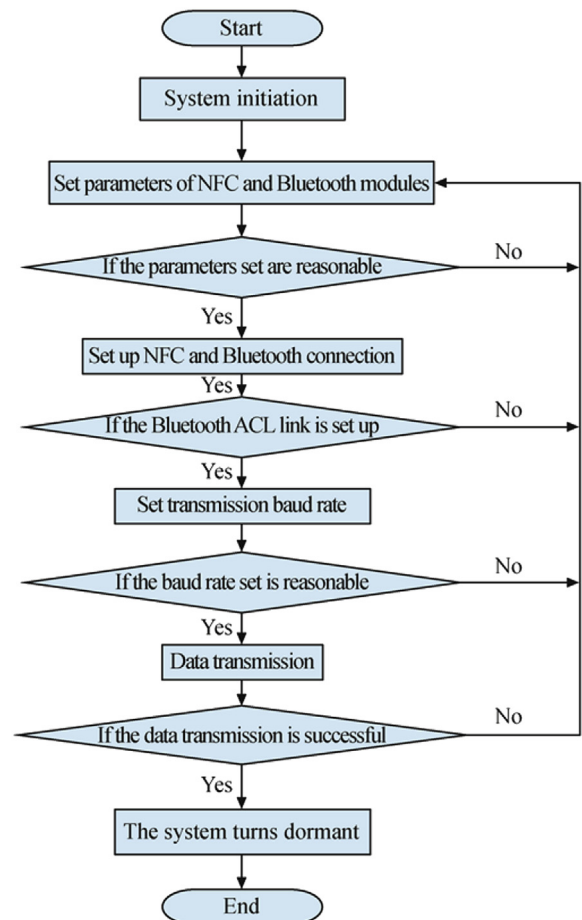 Start
System initiation
Set parameters of NFC and Bluetooth modules
If the parameters set are reasonable
No
Yes
Set up NFC and Bluetooth connection
Yes
If the Bluetooth ACL link is set up
No
Yes
Set transmission baud rate
If the baud rate set is reasonable
No
Yes
Data transmission
If the data transmission is successful
No
Yes
The system turns dormant
End